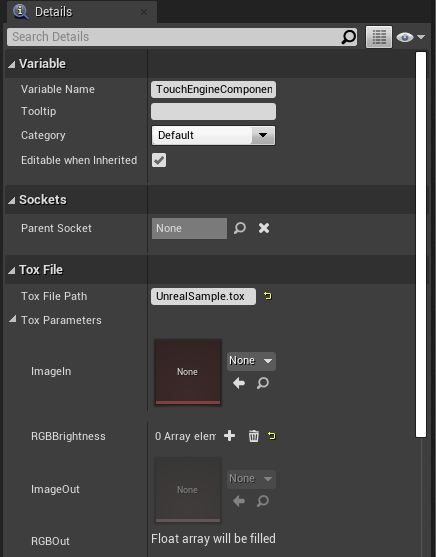 Details
Search Details
Variable
Variable Name TouchEngineComponen
Tooltip
Category Default
Editable when Inherited
Sockets
Parent Socket None
Tox File
Tox File Path UnrealSample.tox
Tox Parameters
ImageIn None None
RGBBrightness 0 Array elem
ImageOut None None
RGBOut Float array will be filled